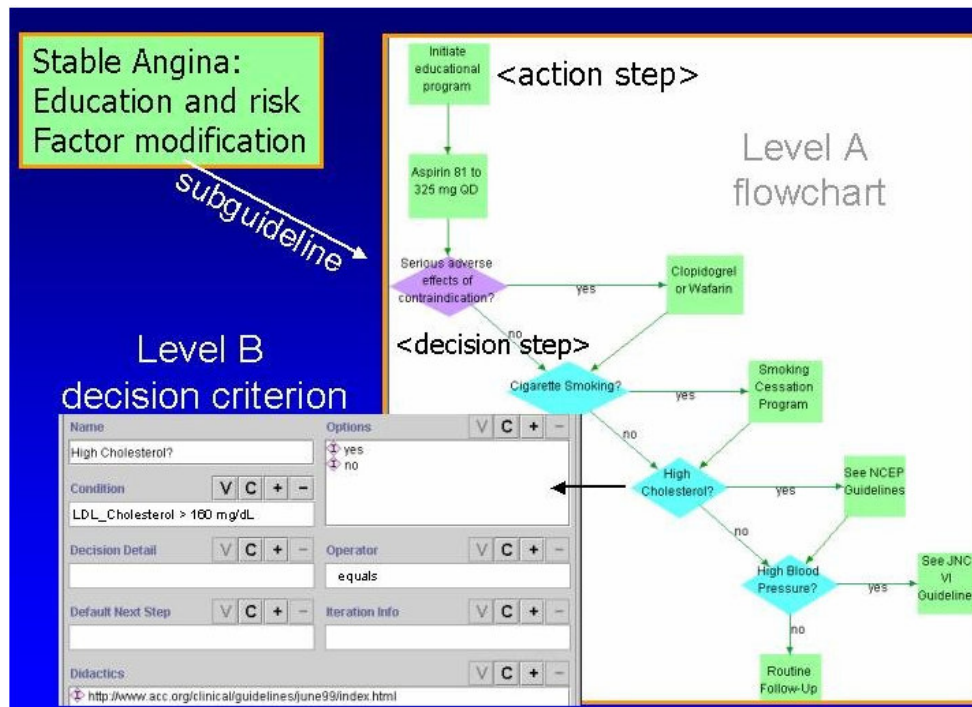 Stable Angina:
Education and risk
Factor modification
subguideline
Initiate
educational
program
<action step>
Level A
flowchart
Aspirin 81 to
325 mg QD
Serious adverse
effects of
contraindication?
yes
Clopidogrel
or Wafarin
no
<decision step>
Cigarette Smoking?
yes
Smoking
Cessation
Program
no
High
Cholesterol?
yes
See NCEP
Guidelines
no
High Blood
Pressure?
yes
See JNC
VI
Guideline
no
Routine
Follow-Up
Level B
decision criterion
Name
High Cholesterol?
Options V C + −
yes
no
Condition V C + −
LDL_Cholesterol > 160 mg/dL
Decision Detail V C + −
Operator V C + −
equals
Default Next Step V C + −
Iteration Info V C + −
Didactics V C + −
http://www.acc.org/clinical/guidelines/june99/index.html